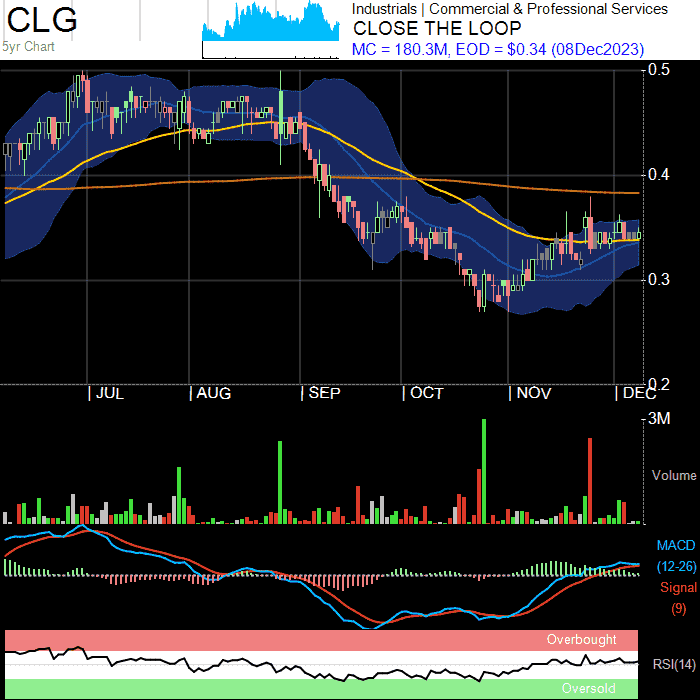 CLG
5yr Chart
Industrials | Commercial & Professional Services
CLOSE THE LOOP
MC = 180.3M, EOD = $0.34 (08Dec2023)
0.5
0.4
0.3
0.2
| JUL | AUG | SEP | OCT | NOV | DEC
3M
Volume
MACD
(12-26)
Signal
(9)
Overbought
RSI(14)
Oversold